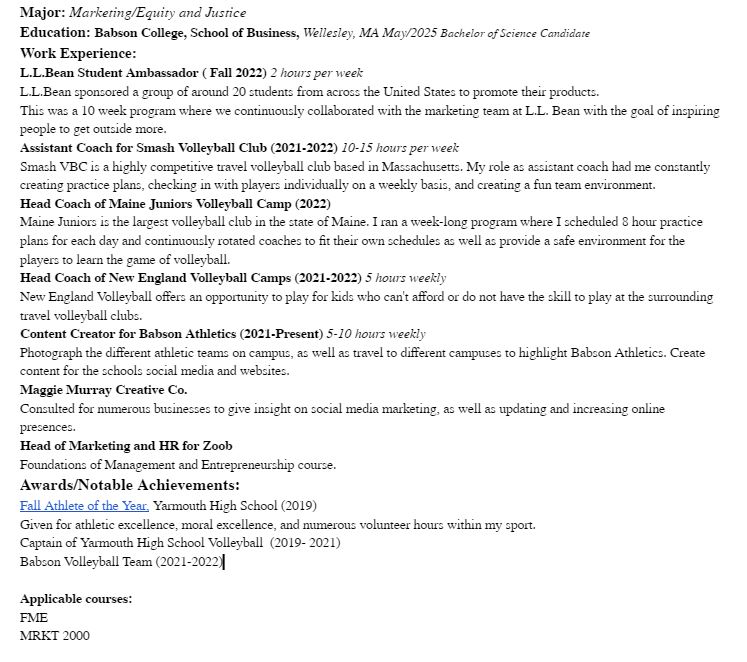 Major: Marketing/Equity and Justice
Education: Babson College, School of Business, Wellesley, MA May/2025 Bachelor of Science Candidate
Work Experience:
L.L.Bean Student Ambassador ( Fall 2022) 2 hours per week
L.L.Bean sponsored a group of around 20 students from across the United States to promote their products.
This was a 10 week program where we continuously collaborated with the marketing team at L.L. Bean with the goal of inspiring
people to get outside more.
Assistant Coach for Smash Volleyball Club (2021-2022) 10-15 hours per week
Smash VBC is a highly competitive travel volleyball club based in Massachusetts. My role as assistant coach had me constantly
creating practice plans, checking in with players individually on a weekly basis, and creating a fun team environment.
Head Coach of Maine Juniors Volleyball Camp (2022)
Maine Juniors is the largest volleyball club in the state of Maine. I ran a week-long program where I scheduled 8 hour practice
plans for each day and continuously rotated coaches to fit their own schedules as well as provide a safe environment for the
players to learn the game of volleyball.
Head Coach of New England Volleyball Camps (2021-2022) 5 hours weekly
New England Volleyball offers an opportunity to play for kids who can't afford or do not have the skill to play at the surrounding
travel volleyball clubs.
Content Creator for Babson Athletics (2021-Present) 5-10 hours weekly
Photograph the different athletic teams on campus, as well as travel to different campuses to highlight Babson Athletics. Create
content for the schools social media and websites.
Maggie Murray Creative Co.
Consulted for numerous businesses to give insight on social media marketing, as well as updating and increasing online
presences.
Head of Marketing and HR for Zoob
Foundations of Management and Entrepreneurship course.
Awards/Notable Achievements:
Fall Athlete of the Year, Yarmouth High School (2019)
Given for athletic excellence, moral excellence, and numerous volunteer hours within my sport.
Captain of Yarmouth High School Volleyball (2019- 2021)
Babson Volleyball Team (2021-2022)
Applicable courses:
FME
MRKT 2000